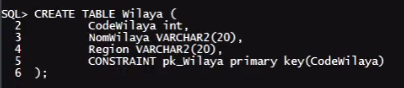 SQL> CREATE TABLE Wilaya (
2 CodeWilaya int,
3 NomWilaya VARCHAR2(20),
4 Region VARCHAR2(20),
5 CONSTRAINT pk_Wilaya primary key(CodeWilaya)
6 );